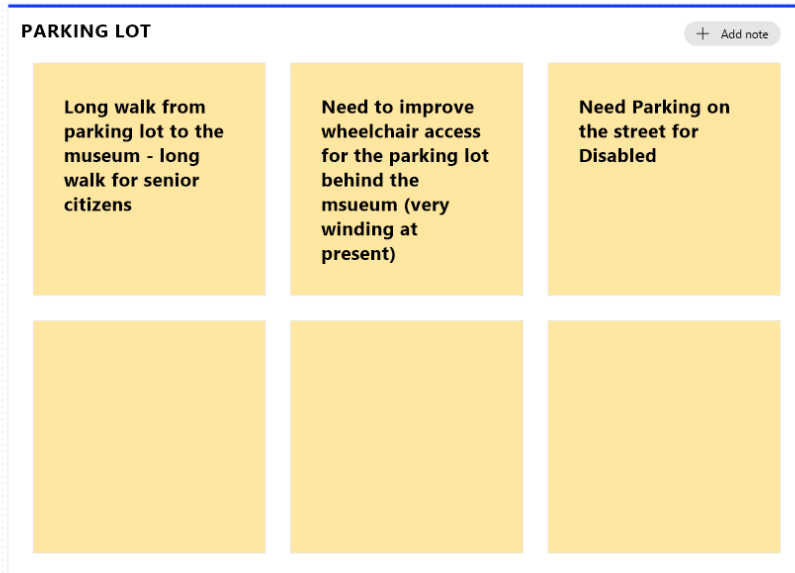 PARKING LOT
+ Add note
Long walk from
parking lot to the
museum - long
walk for senior
citizens
Need to improve
wheelchair access
for the parking lot
behind the
msueum (very
winding at
present)
Need Parking on
the street for
Disabled